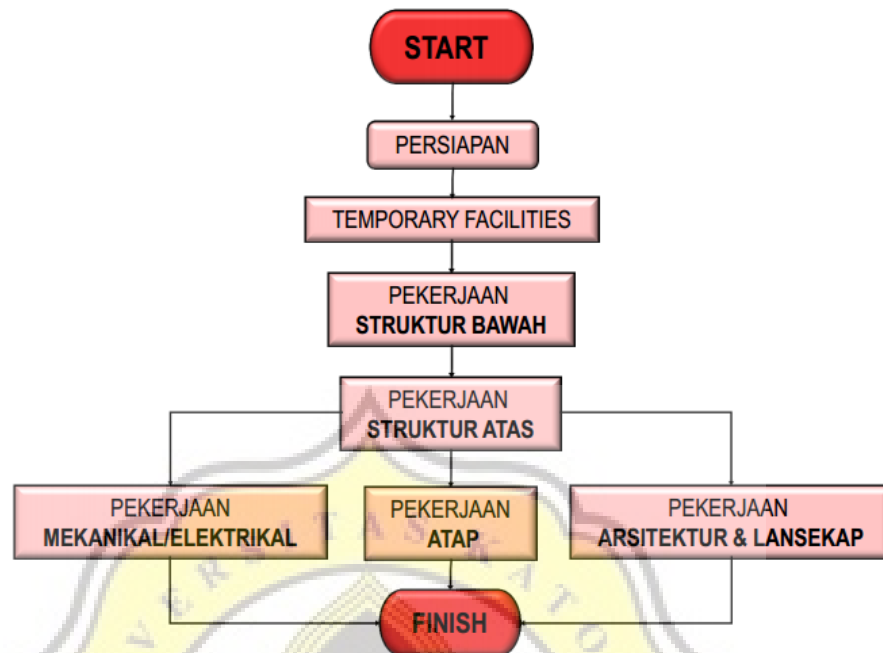 START
PERSIAPAN
TEMPORARY FACILITIES
PEKERJAAN
STRUKTUR BAWAH
PEKERJAAN
STRUKTUR ATAS
PEKERJAAN
MEKANIKAL/ELEKTRIKAL
PEKERJAAN
ATAP
PEKERJAAN
ARSITEKTUR & LANSEKAP
FINISH